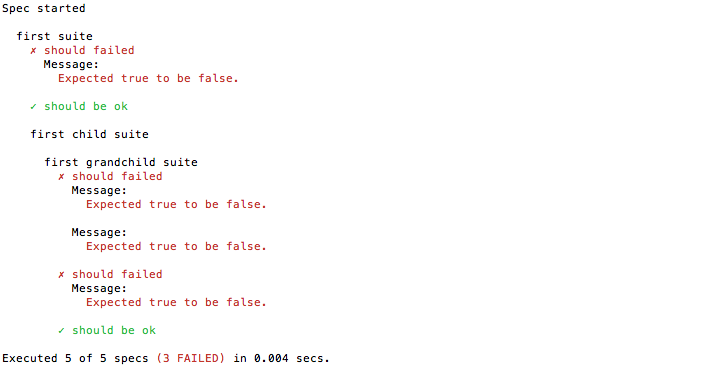 Spec started
first suite
✗ should failed
Message:
Expected true to be false.
✓ should be ok
first child suite
first grandchild suite
✗ should failed
Message:
Expected true to be false.
Message:
Expected true to be false.
✗ should failed
Message:
Expected true to be false.
✓ should be ok
Executed 5 of 5 specs (3 FAILED) in 0.004 secs.